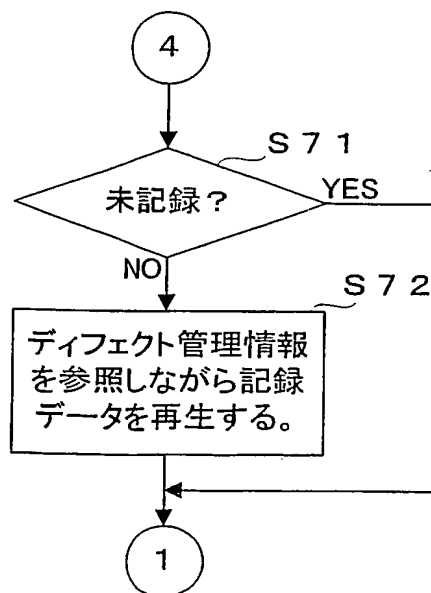 4
S71
未記録?
YES
NO
S72
ディフェクト管理情報
を参照しながら記録
データを再生する。
1